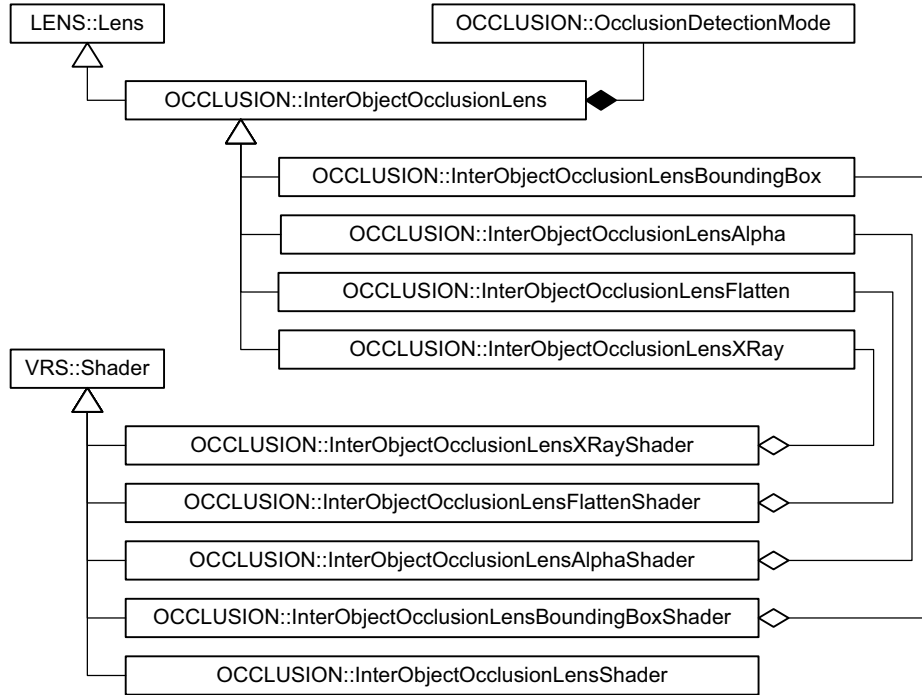 LENS::Lens
OCCLUSION::OcclusionDetectionMode
OCCLUSION::InterObjectOcclusionLens
OCCLUSION::InterObjectOcclusionLensBoundingBox
OCCLUSION::InterObjectOcclusionLensAlpha
OCCLUSION::InterObjectOcclusionLensFlatten
OCCLUSION::InterObjectOcclusionLensXRay
VRS::Shader
OCCLUSION::InterObjectOcclusionLensXRayShader
OCCLUSION::InterObjectOcclusionLensFlattenShader
OCCLUSION::InterObjectOcclusionLensAlphaShader
OCCLUSION::InterObjectOcclusionLensBoundingBoxShader
OCCLUSION::InterObjectOcclusionLensShader